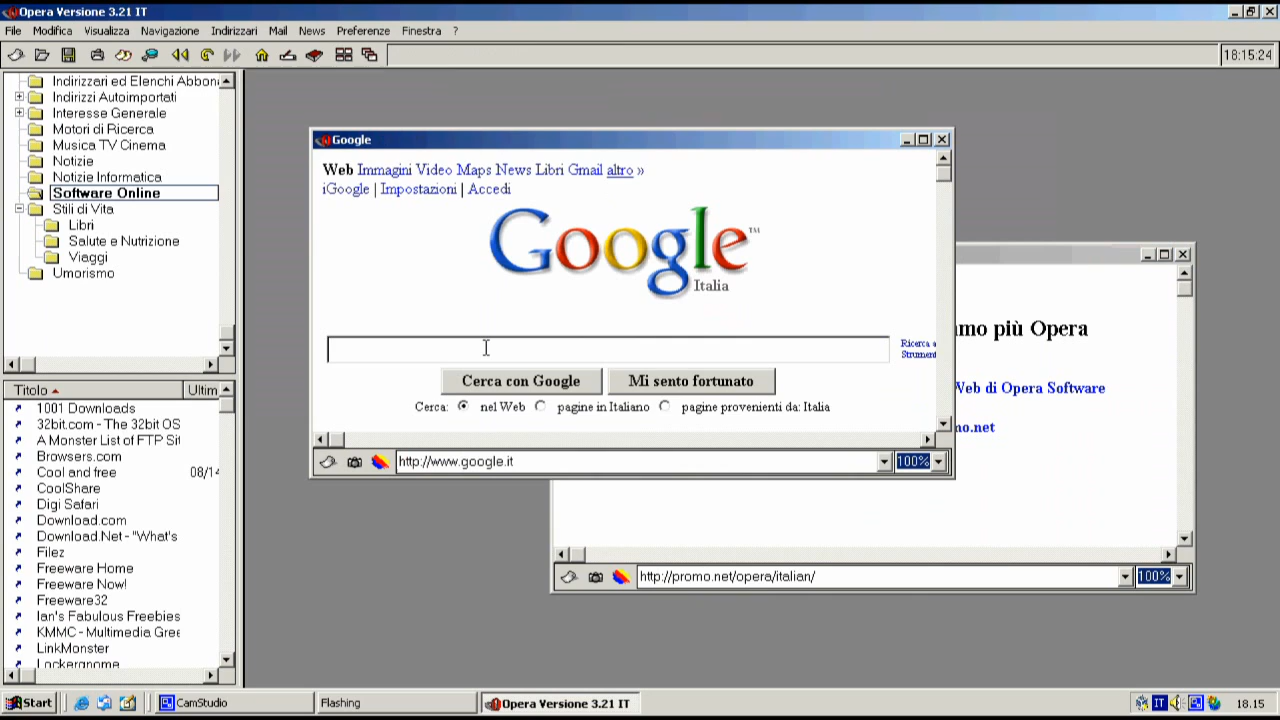 Opera Versione 3.21 IT
File Modifica Visualizza Navigazione Indirizzari Mail News Preferenze Finestra ?
18:15:24
Indirizzari ed Elenchi Abbon
Indirizzi Autoimportati
Interesse Generale
Motori di Ricerca
Musica TV Cinema
Notizie
Notizie Informatica
Software Online
Stili di Vita
Libri
Salute e Nutrizione
Viaggi
Umorismo
Titolo Ultim
1001 Downloads
32bit.com - The 32bit OS
A Monster List of FTP Sit
Browsers.com
Cool and free 08/14
CoolShare
Digi Safari
Download.com
Download.Net - "What's
Filez
Freeware Home
Freeware Now!
Freeware32
Ian's Fabulous Freebies
KMMC - Multimedia Gree
LinkMonster
Lockergnome
Google
Web Immagini Video Maps News Libri Gmail altro »
iGoogle | Impostazioni | Accedi
Google™
Italia
Ricerca a
Strument
Cerca con Google Mi sento fortunato
Cerca: nel Web pagine in Italiano pagine provenienti da: Italia
http://www.google.it 100%
mo più Opera
Web di Opera Software
mo.net
http://promo.net/opera/italian/ 100%
Start CamStudio Flashing Opera Versione 3.21 IT IT 18.15